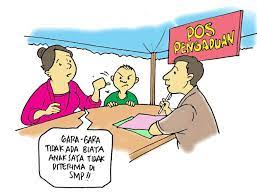 POS
PENGADUAN
GARA-GARA
TIDAK ADA BIAYA
ANAK SAYA TIDAK
DITERIMA DI
SMP!!